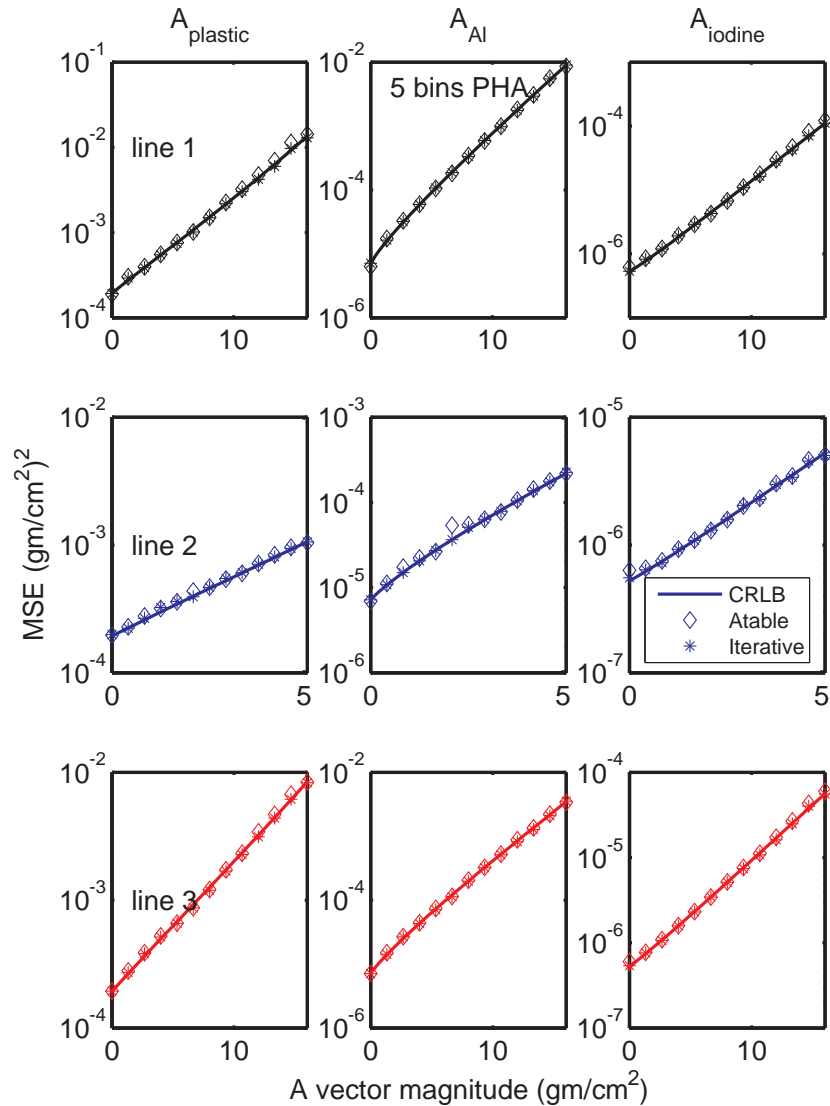 A_plastic A_Al A_iodine
10^-1 10^-2
5 bins PHA
line 1
10^-2 10^-4
10^-3 10^-4 10^-6
10^-4 10^-6
0 10 0 10 0 10
10^-2 10^-3 10^-5
10^-4
line 2
10^-3 10^-6
10^-5
CRLB
Atable
Iterative
10^-4 10^-6 10^-7
0 5 0 5 0 5
MSE (gm/cm^2)^2
10^-2 10^-2 10^-4
10^-5
line 3
10^-3 10^-4
10^-6
10^-4 10^-6 10^-7
0 10 0 10 0 10
A vector magnitude (gm/cm^2)